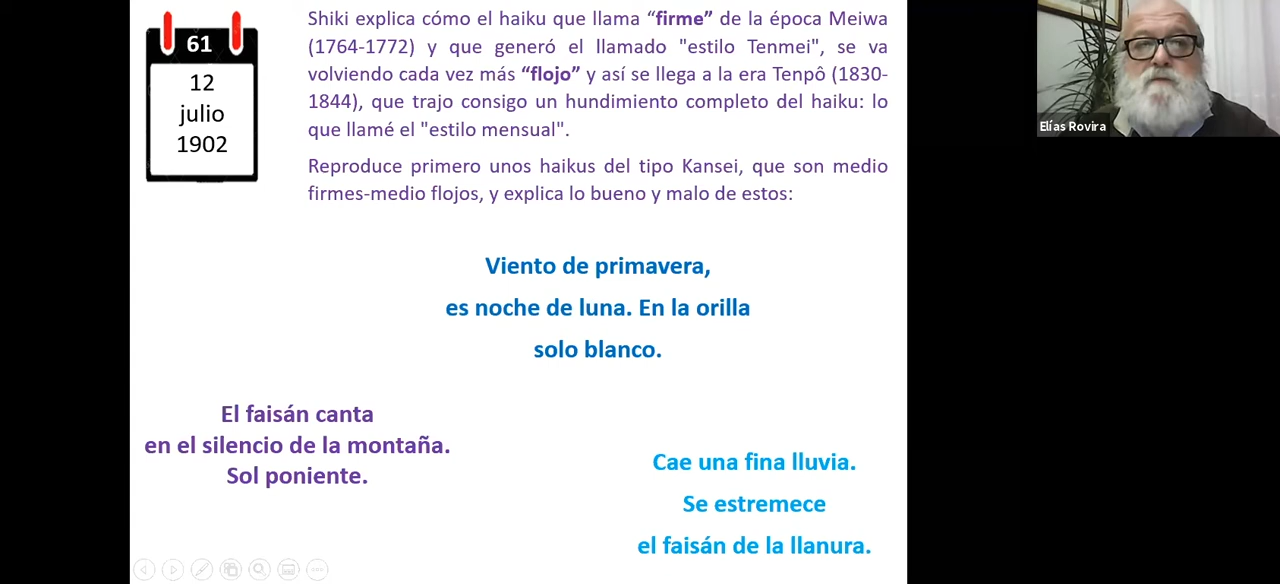 61
12
julio
1902
Shiki explica cómo el haiku que llama “firme” de la época Meiwa
(1764-1772) y que generó el llamado "estilo Tenmei", se va
volviendo cada vez más “flojo” y así se llega a la era Tenpô (1830-
1844), que trajo consigo un hundimiento completo del haiku: lo
que llamé el "estilo mensual".
Reproduce primero unos haikus del tipo Kansei, que son medio
firmes-medio flojos, y explica lo bueno y malo de estos:
Viento de primavera,
es noche de luna. En la orilla
solo blanco.
El faisán canta
en el silencio de la montaña.
Sol poniente.
Cae una fina lluvia.
Se estremece
el faisán de la llanura.
Elías Rovira